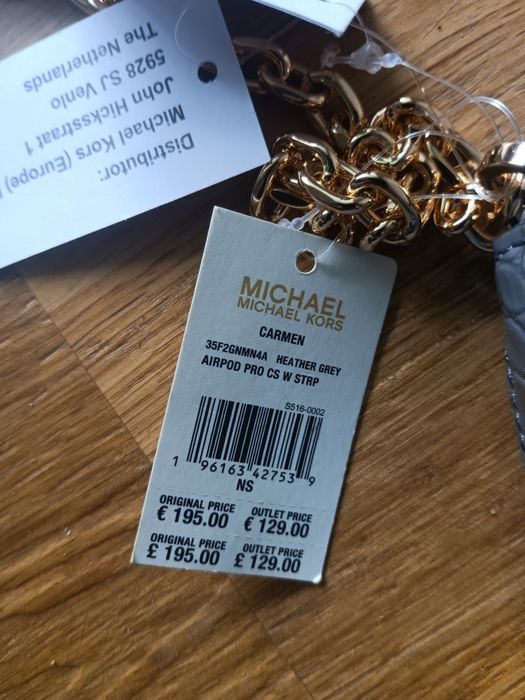 Distributor:
Michael Kors (Europe)
John Hicksstraat 1
5928 SJ Venlo
The Netherlands
MICHAEL
MICHAEL KORS
CARMEN
35F2GNMN4A HEATHER GREY
AIRPOD PRO CS W STRP
S516-0002
1 96163 42753 9
NS
ORIGINAL PRICE OUTLET PRICE
€ 195.00 € 129.00
ORIGINAL PRICE OUTLET PRICE
£ 195.00 £ 129.00